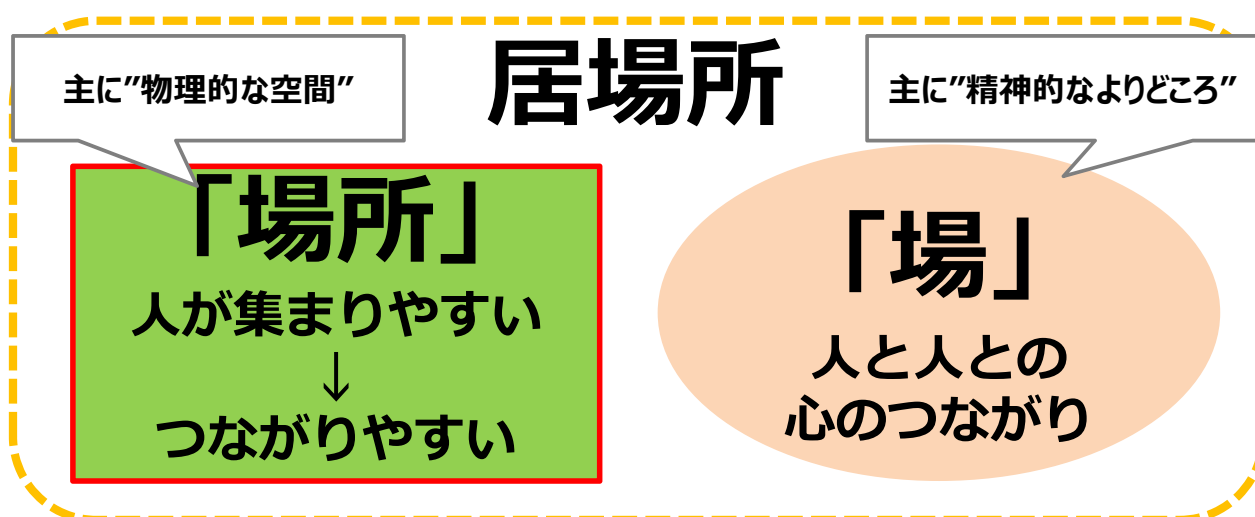 居場所
主に”物理的な空間”
「場所」
人が集まりやすい
↓
つながりやすい
主に”精神的なよりどころ”
「場」
人と人との
心のつながり